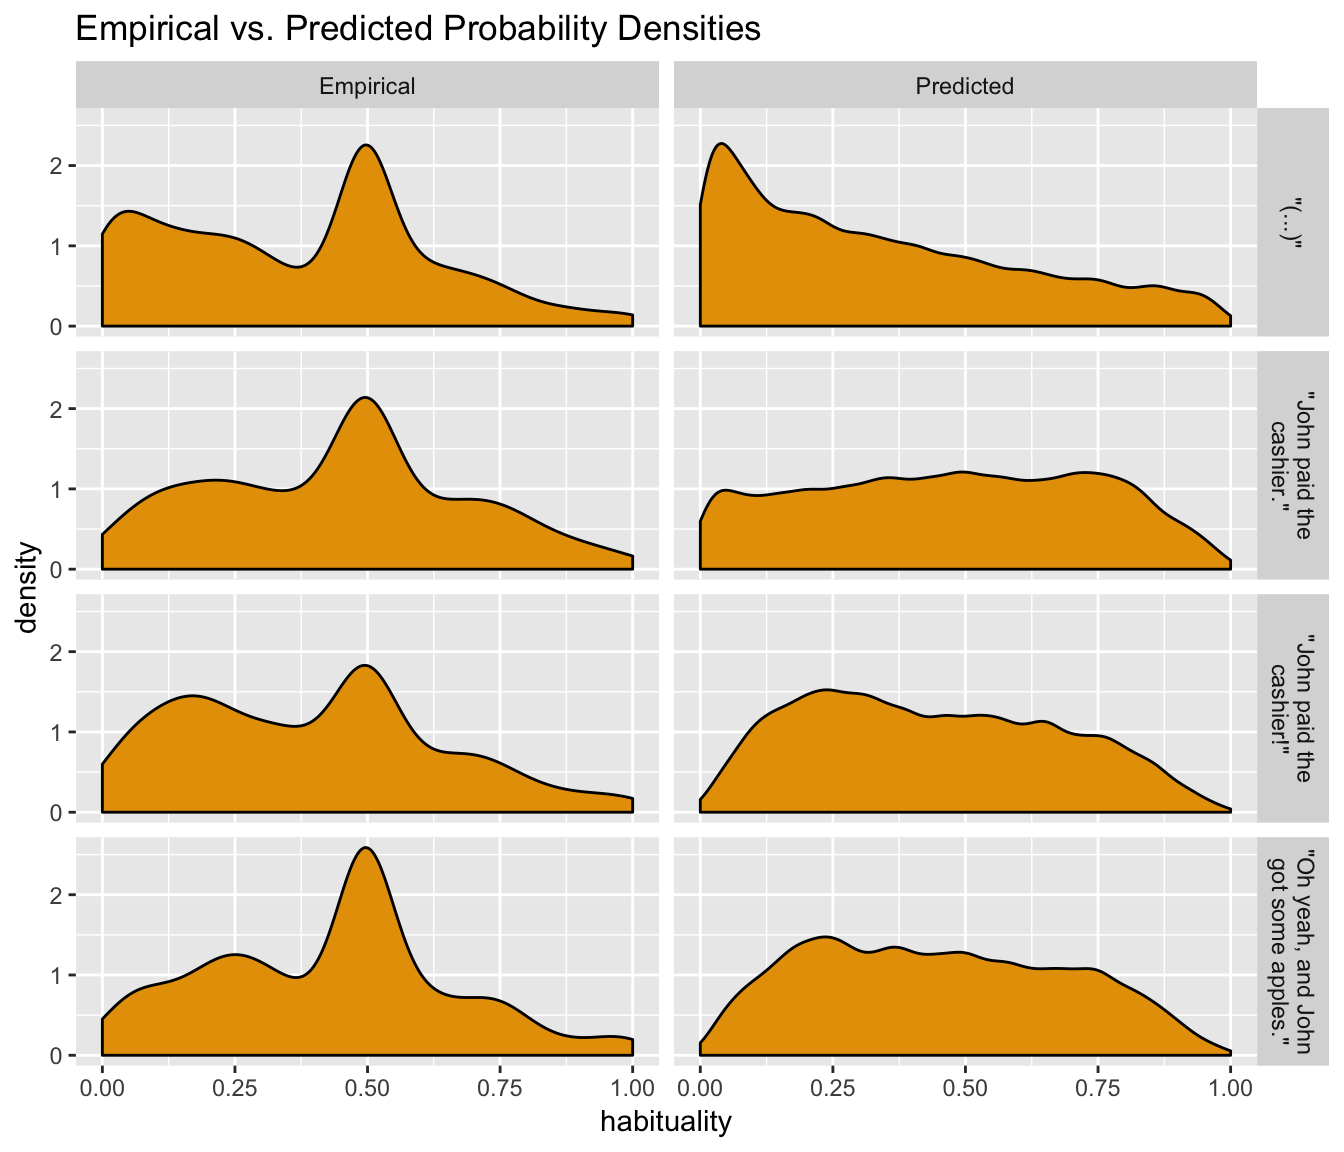 Empirical vs. Predicted Probability Densities
Empirical
Predicted
2
1
0
"(…)"
2
1
0
"John paid the
cashier."
density
2
1
0
"John paid the
cashier!"
2
1
0
"Oh yeah, and John
got some apples."
0.00 0.25 0.50 0.75 1.00 0.00 0.25 0.50 0.75 1.00
habituality